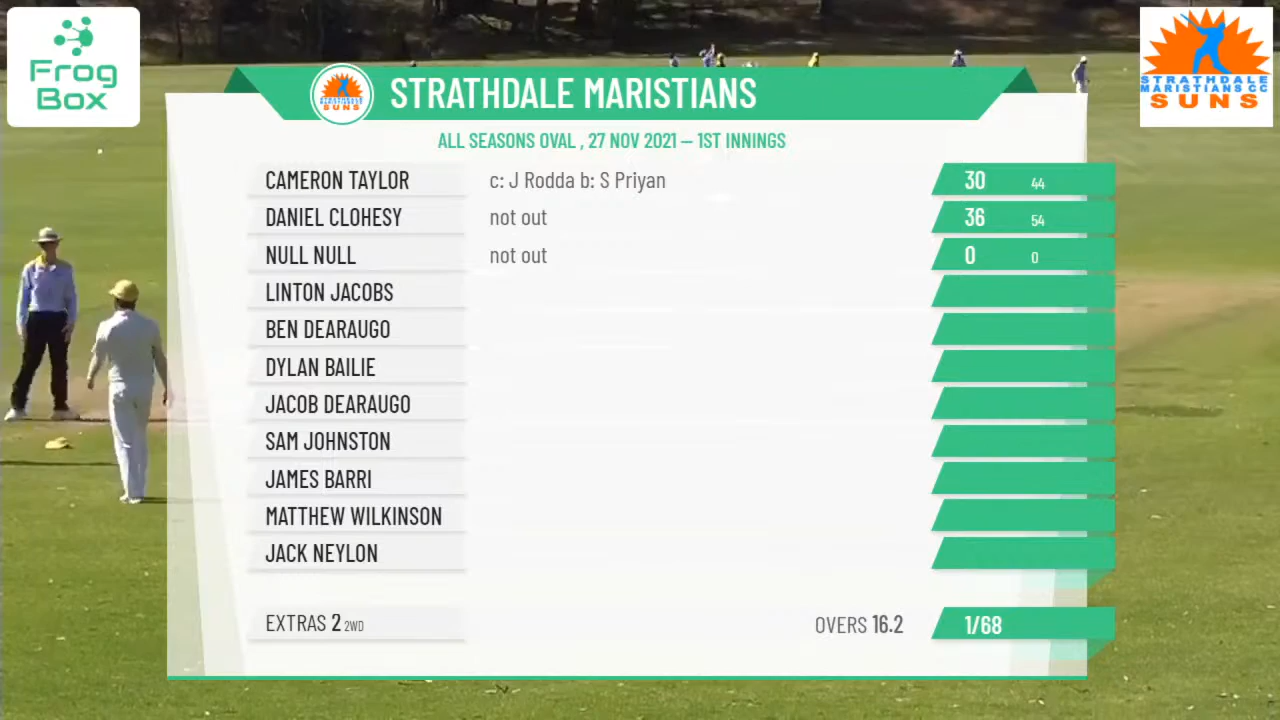 Frog
Box
STRATHDALE
MARISTIANS CC
SUNS
SUNS
STRATHDALE MARISTIANS
ALL SEASONS OVAL , 27 NOV 2021 – 1ST INNINGS
CAMERON TAYLOR c: J Rodda b: S Priyan 30 44
DANIEL CLOHESY not out 36 54
NULL NULL not out 0 0
LINTON JACOBS
BEN DEARAUGO
DYLAN BAILIE
JACOB DEARAUGO
SAM JOHNSTON
JAMES BARRI
MATTHEW WILKINSON
JACK NEYLON
EXTRAS 2 2WD OVERS 16.2 1/68